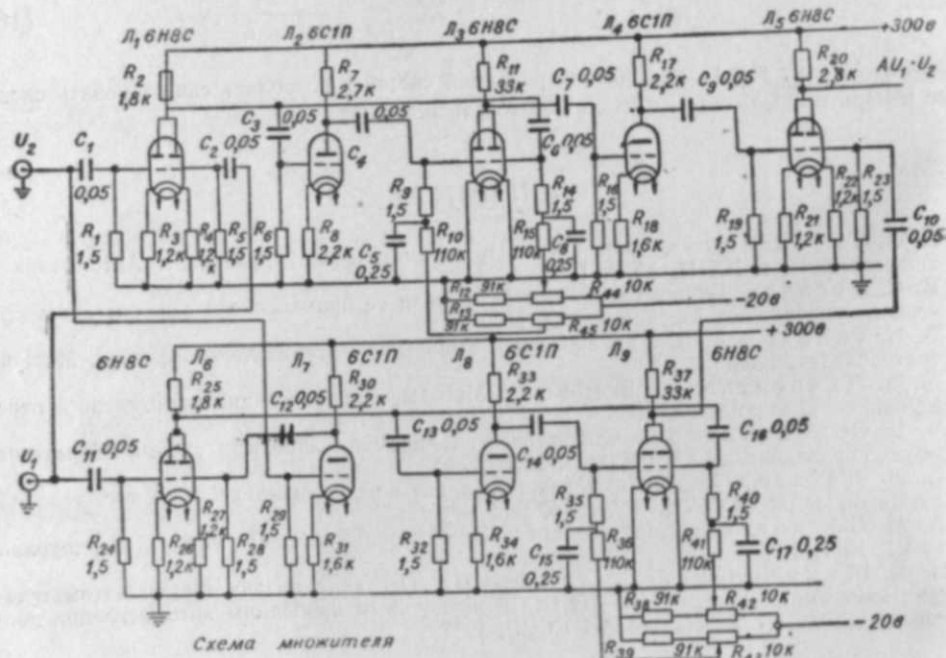 Л₁ 6Н8С
Л₂ 6С1П
Л₃ 6Н8С
Л₄ 6С1П
Л₅ 6Н8С
+300в
R₂
1,8к
R₇
2,7к
R₁₁
33к
R₁₇
2,2к
R₂₀
2,8к
AU₁·U₂
U₂
C₁
0,05
C₂ 0,05
C₃
0,05
0,05
C₄
C₆ 0,05
C₇ 0,05
C₉ 0,05
C₁₀
0,05
R₁
1,5
R₃
1,2к
R₄
1,2
к
R₅
1,5
R₆
1,5
R₈
2,2к
R₉
1,5
C₅
0,25
R₁₀
110к
R₁₄
1,5
R₁₅
110к
C₈
0,25
R₁₆
1,5
R₁₈
1,6к
R₁₉
1,5
R₂₁
1,2к
R₂₂
1,2к
R₂₃
1,5
R₁₂ 91к
R₄₄ 10к
−20в
R₁₃
91к
R₄₅ 10к
+300в
6Н8С
Л₆
Л₇
6С1П
Л₈
6С1П
Л₉
6Н8С
R₂₅
1,8к
C₁₂ 0,05
R₃₀
2,2к
R₃₃
2,2к
R₃₇
33к
U₁
C₁₁ 0,05
C₁₃ 0,05
C₁₄ 0,05
C₁₆ 0,05
R₂₄
1,5
R₂₆
1,2к
R₂₇
1,2к
R₂₈
1,5
R₂₉
1,5
R₃₁
1,6к
R₃₂
1,5
R₃₄
1,6к
R₃₅
1,5
C₁₅
0,25
R₃₆
110к
R₄₀
1,5
R₄₁
110к
C₁₇ 0,25
R₃₈ 91к
R₄₂ 10к
−20в
R₃₉
91к
10к
Схема множителя